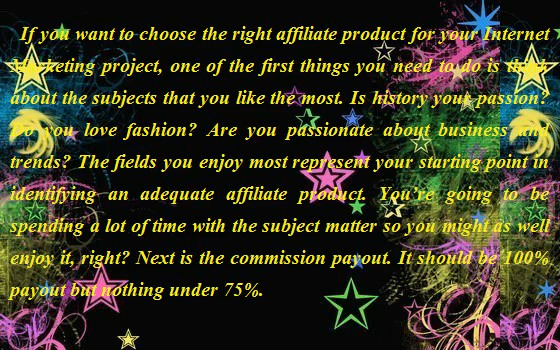 If you want to choose the right affiliate product for your Internet
Marketing project, one of the first things you need to do is think
about the subjects that you like the most. Is history your passion?
Do you love fashion? Are you passionate about business and
trends? The fields you enjoy most represent your starting point in
identifying an adequate affiliate product. You're going to be
spending a lot of time with the subject matter so you might as well
enjoy it, right? Next is the commission payout. It should be 100%
payout but nothing under 75%.